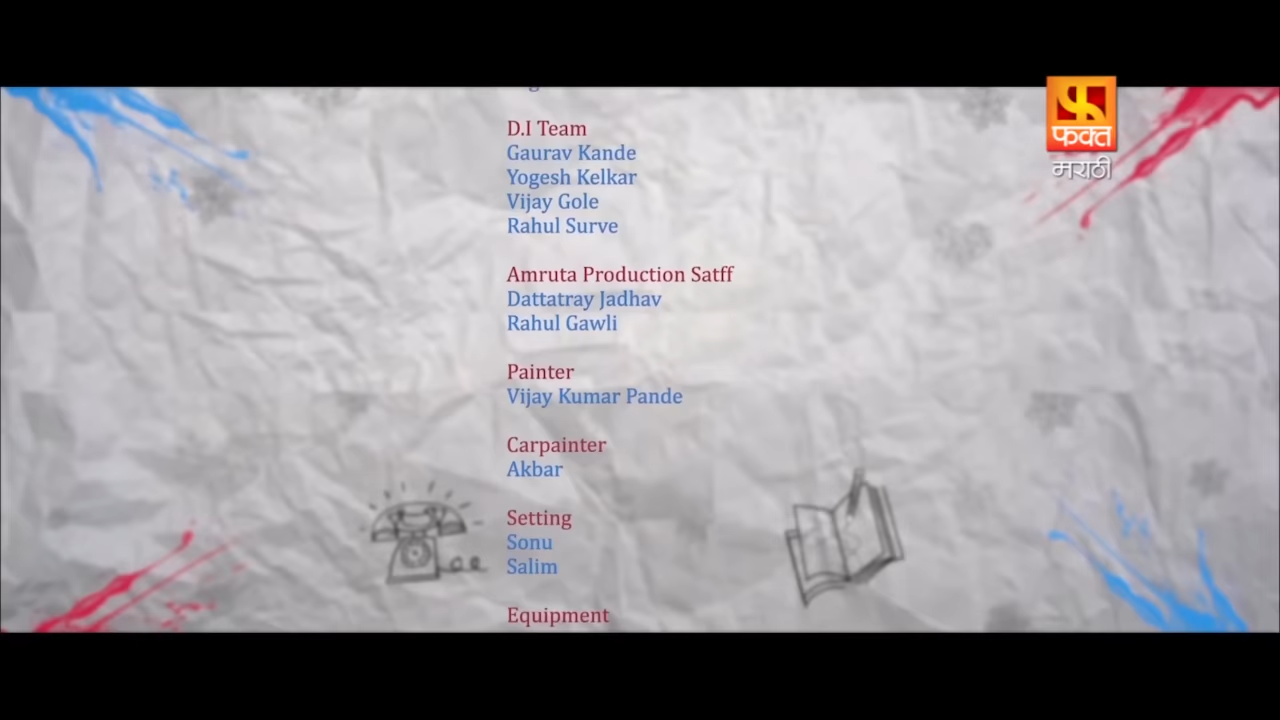 D.I Team
Gaurav Kande
Yogesh Kelkar
Vijay Gole
Rahul Surve
Amruta Production Satff
Dattatray Jadhav
Rahul Gawli
Painter
Vijay Kumar Pande
Carpainter
Akbar
Setting
Sonu
Salim
Equipment
फक्त
मराठी